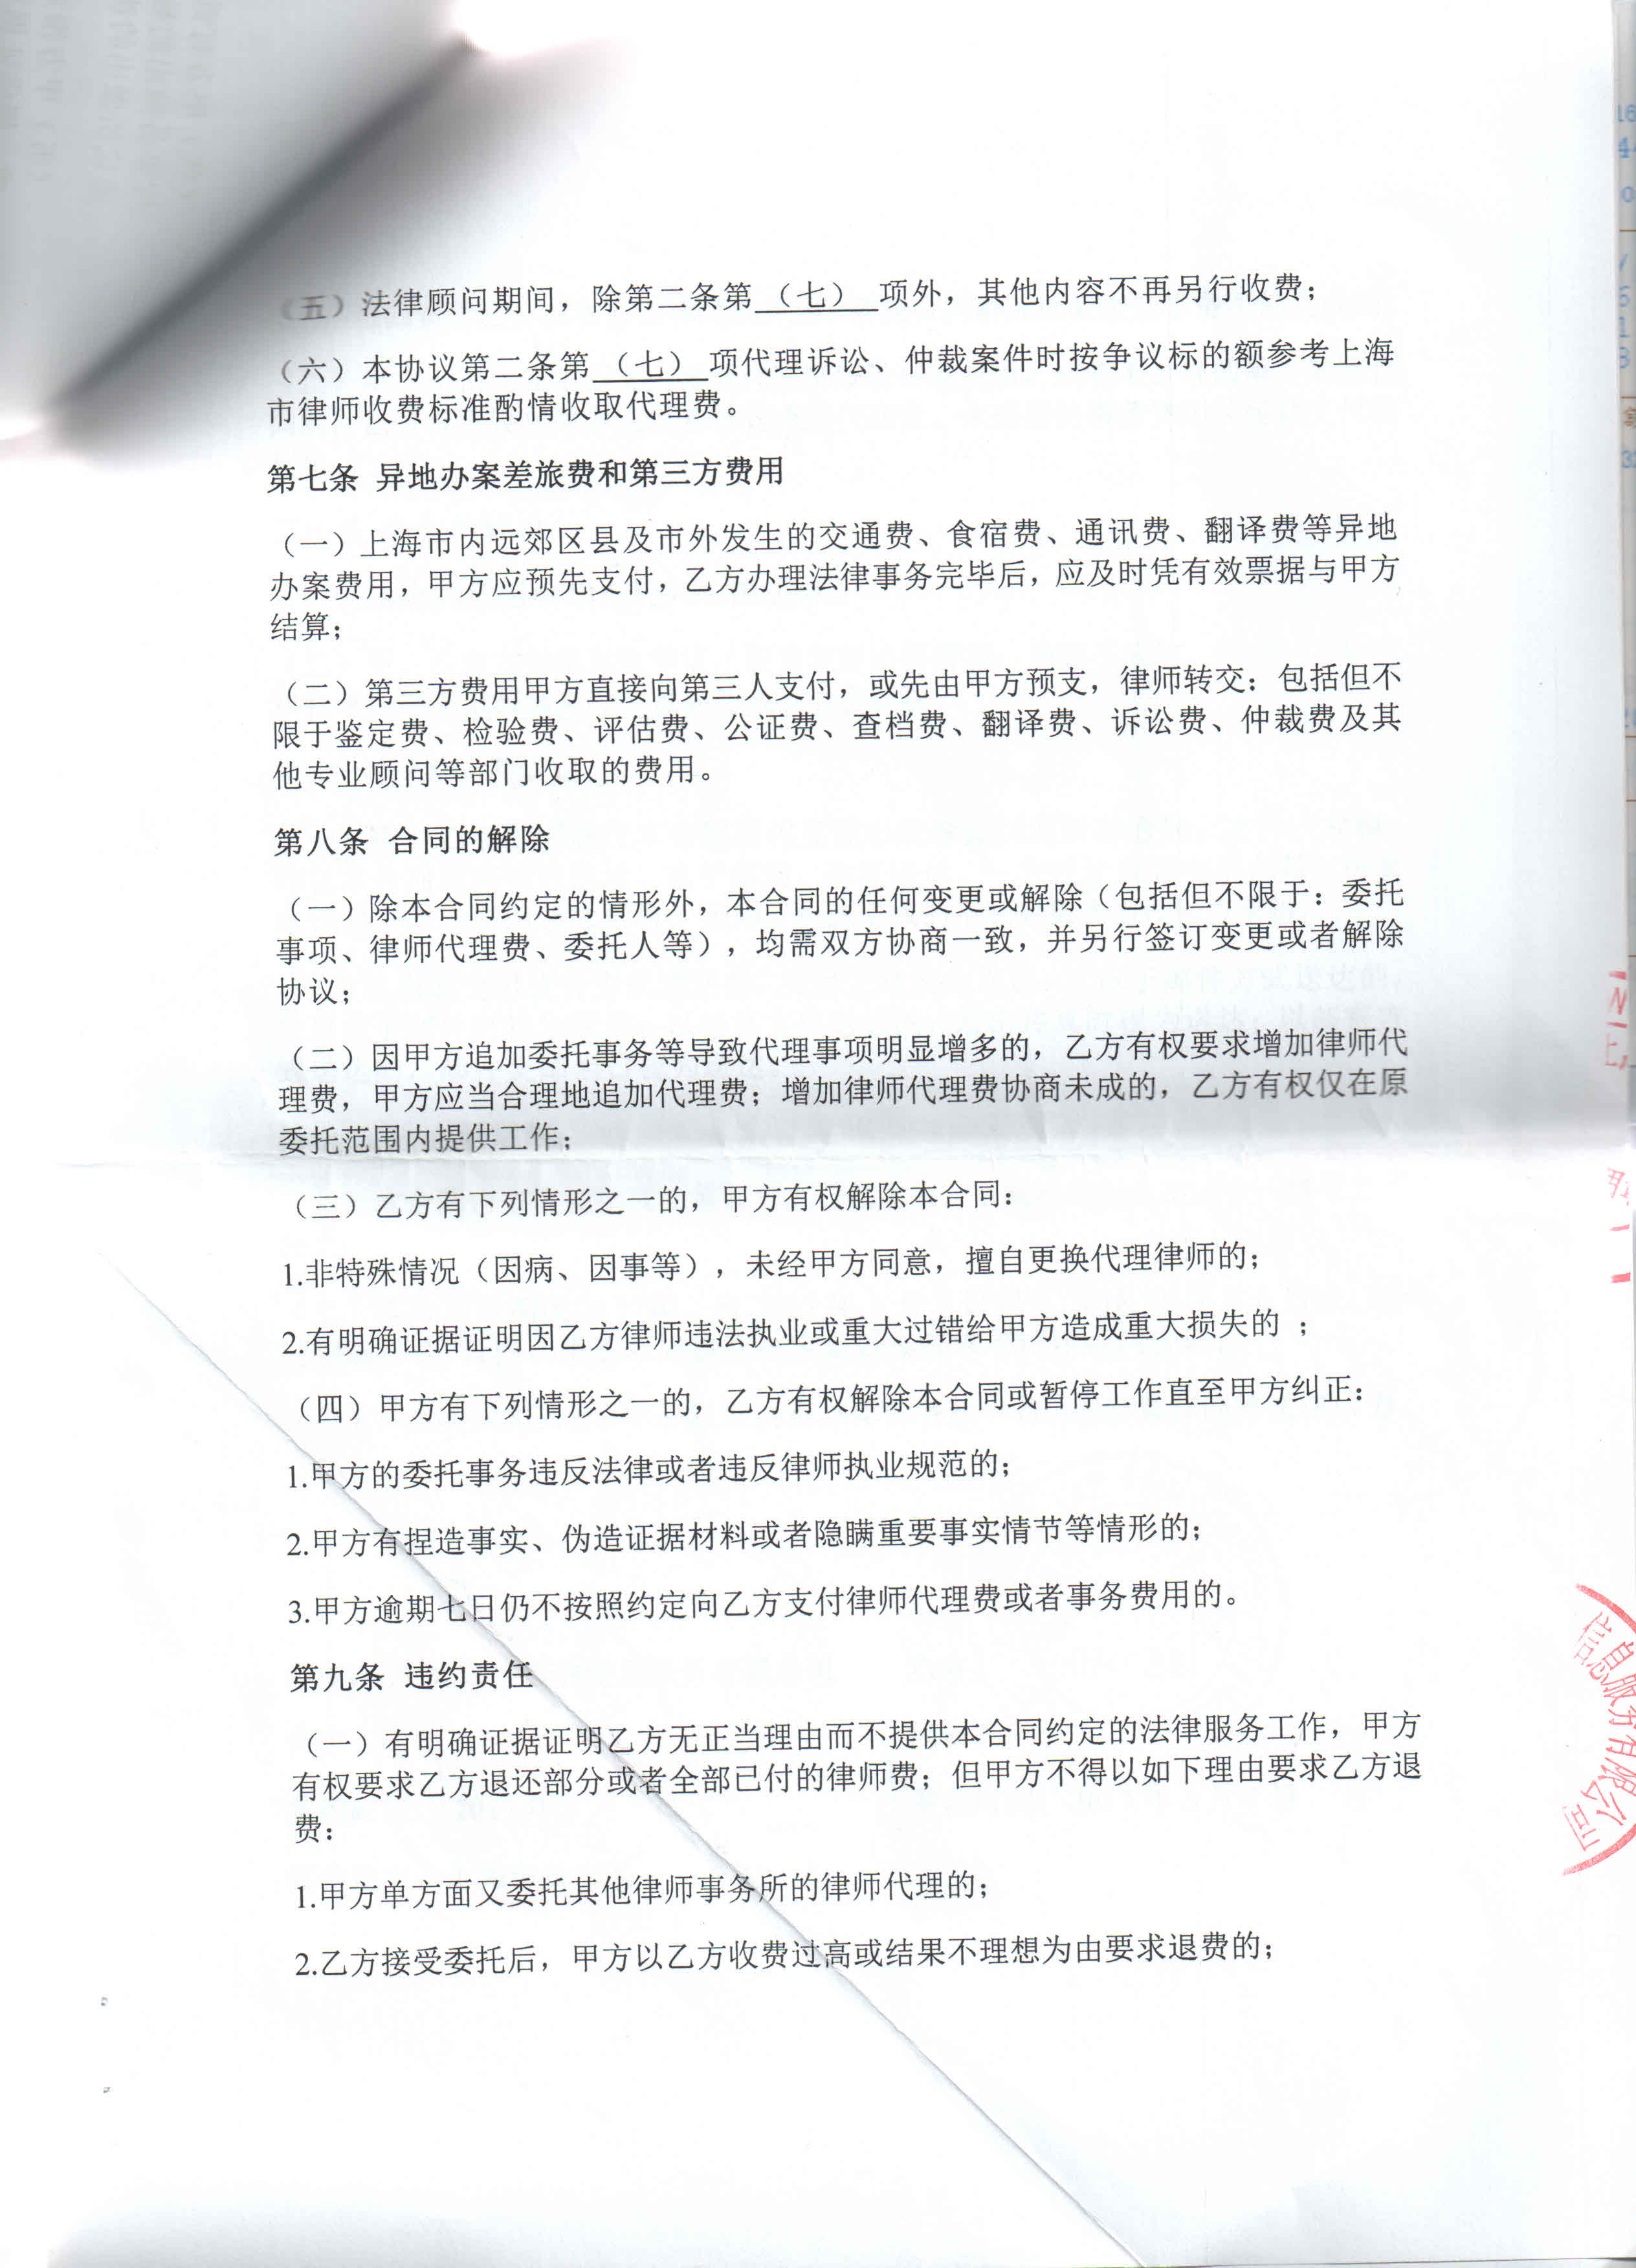 （五）法律顾问期间，除第二条第（七）项外，其他内容不再另行收费；
（六）本协议第二条第（七）项代理诉讼、仲裁案件时按争议标的额参考上海
市律师收费标准酌情收取代理费。
第七条 异地办案差旅费和第三方费用
（一）上海市内远郊区县及市外发生的交通费、食宿费、通讯费、翻译费等异地
办案费用，甲方应预先支付，乙方办理法律事务完毕后，应及时凭有效票据与甲方
结算；
（二）第三方费用甲方直接向第三人支付，或先由甲方预支，律师转交：包括但不
限于鉴定费、检验费、评估费、公证费、查档费、翻译费、诉讼费、仲裁费及其
他专业顾问等部门收取的费用。
第八条 合同的解除
（一）除本合同约定的情形外，本合同的任何变更或解除（包括但不限于：委托
事项、律师代理费、委托人等），均需双方协商一致，并另行签订变更或者解除
协议；
（二）因甲方追加委托事务等导致代理事项明显增多的，乙方有权要求增加律师代
理费，甲方应当合理地追加代理费；增加律师代理费协商未成的，乙方有权仅在原
委托范围内提供工作；
（三）乙方有下列情形之一的，甲方有权解除本合同：
1.非特殊情况（因病、因事等），未经甲方同意，擅自更换代理律师的；
2.有明确证据证明因乙方律师违法执业或重大过错给甲方造成重大损失的 ；
（四）甲方有下列情形之一的，乙方有权解除本合同或暂停工作直至甲方纠正：
1.甲方的委托事务违反法律或者违反律师执业规范的；
2.甲方有捏造事实、伪造证据材料或者隐瞒重要事实情节等情形的；
3.甲方逾期七日仍不按照约定向乙方支付律师代理费或者事务费用的。
第九条 违约责任
（一）有明确证据证明乙方无正当理由而不提供本合同约定的法律服务工作，甲方
有权要求乙方退还部分或者全部已付的律师费；但甲方不得以如下理由要求乙方退
费：
1.甲方单方面又委托其他律师事务所的律师代理的；
2.乙方接受委托后，甲方以乙方收费过高或结果不理想为由要求退费的；
信息服务有限公司